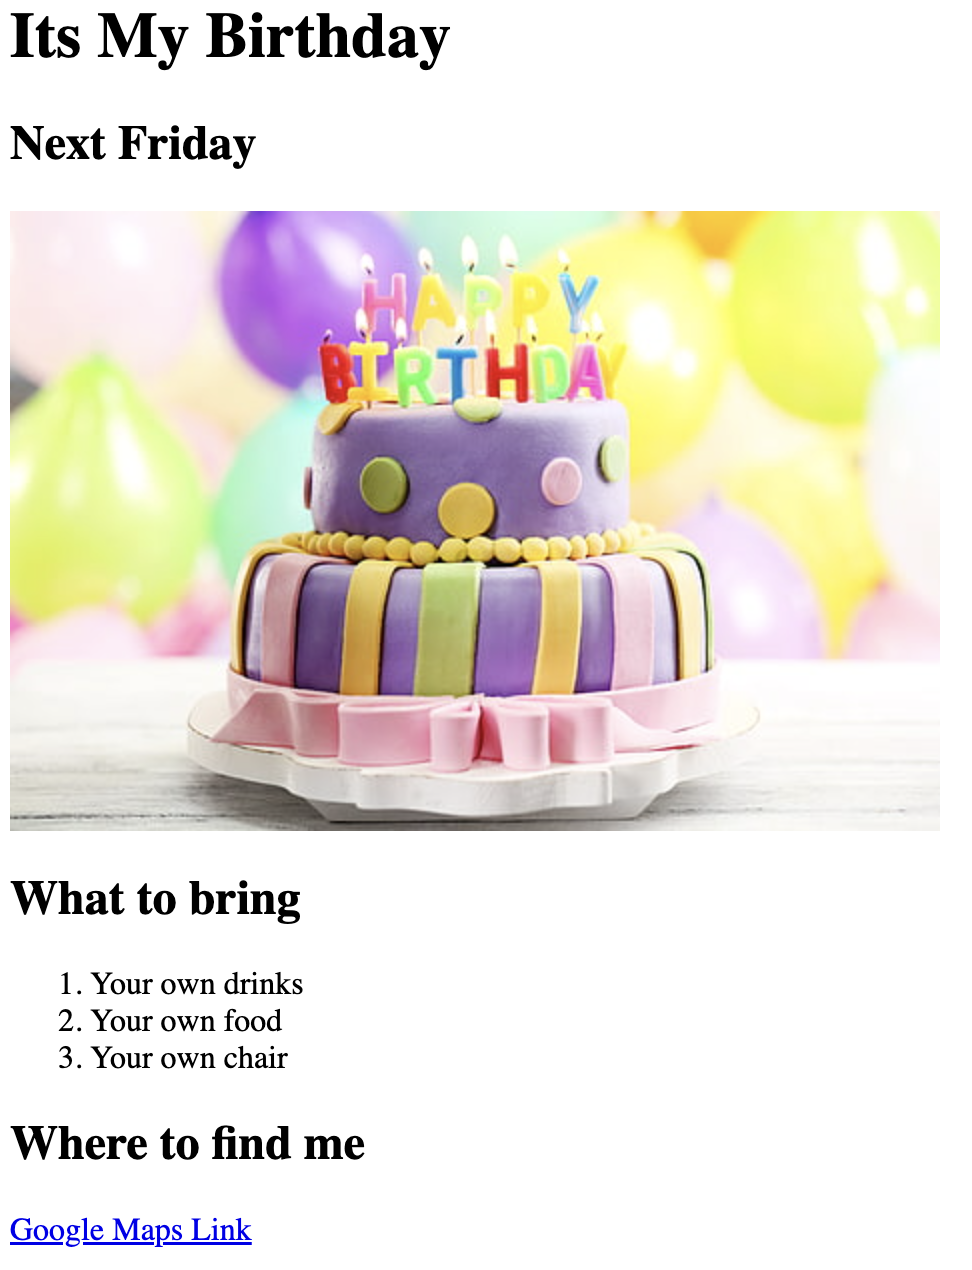 Its My Birthday
Next Friday
HAPPY
BIRTHDAY
What to bring
1. Your own drinks
2. Your own food
3. Your own chair
Where to find me
Google Maps Link